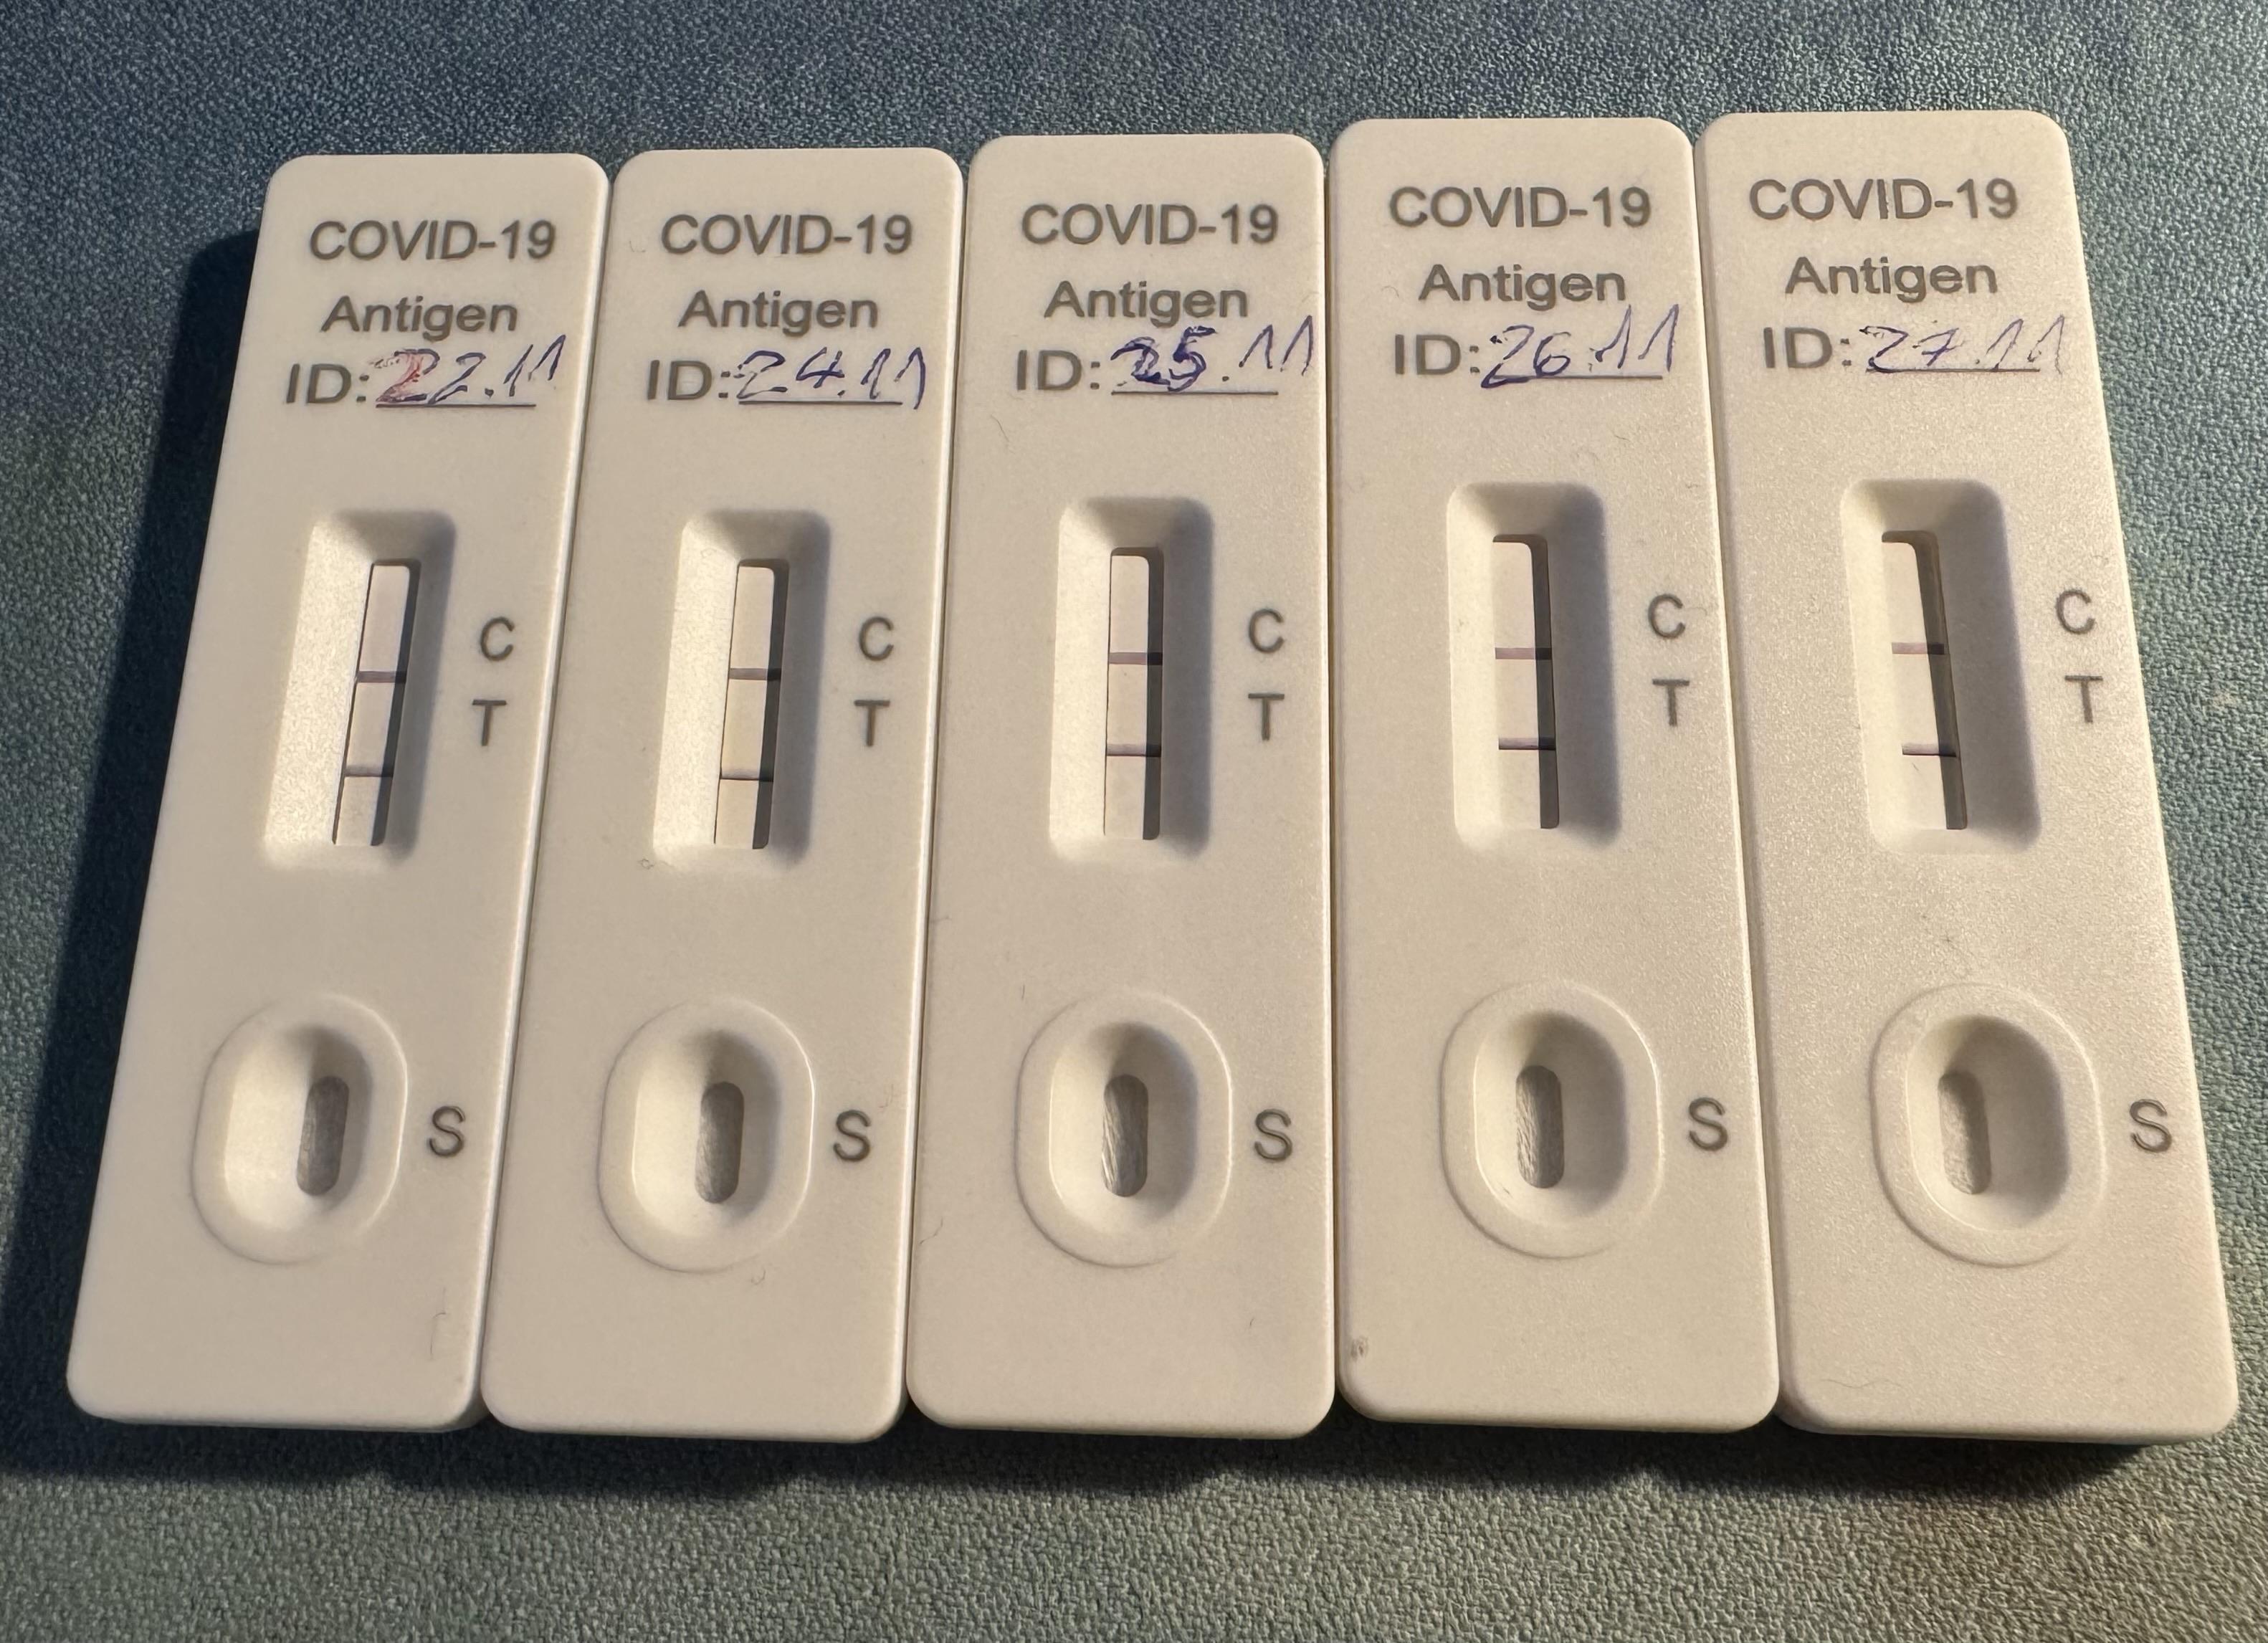 COVID-19
Antigen
ID: 22.11
C
T
S
COVID-19
Antigen
ID: 24.11
C
T
S
COVID-19
Antigen
ID: 25.11
C
T
S
COVID-19
Antigen
ID: 26.11
C
T
S
COVID-19
Antigen
ID: 27.11
C
T
S